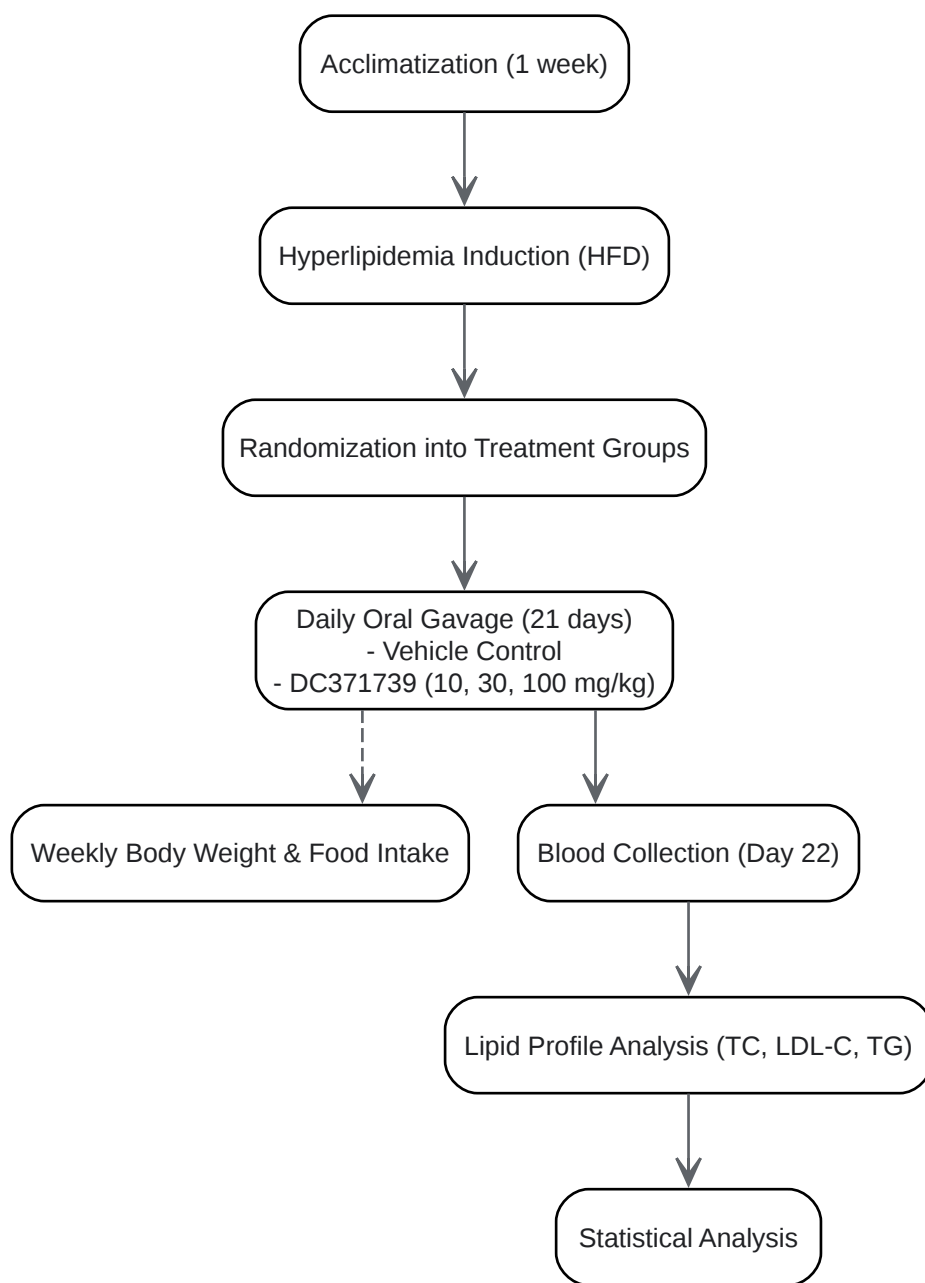 Acclimatization (1 week)
Hyperlipidemia Induction (HFD)
Randomization into Treatment Groups
Daily Oral Gavage (21 days)
- Vehicle Control
- DC371739 (10, 30, 100 mg/kg)
Weekly Body Weight & Food Intake
Blood Collection (Day 22)
Lipid Profile Analysis (TC, LDL-C, TG)
Statistical Analysis